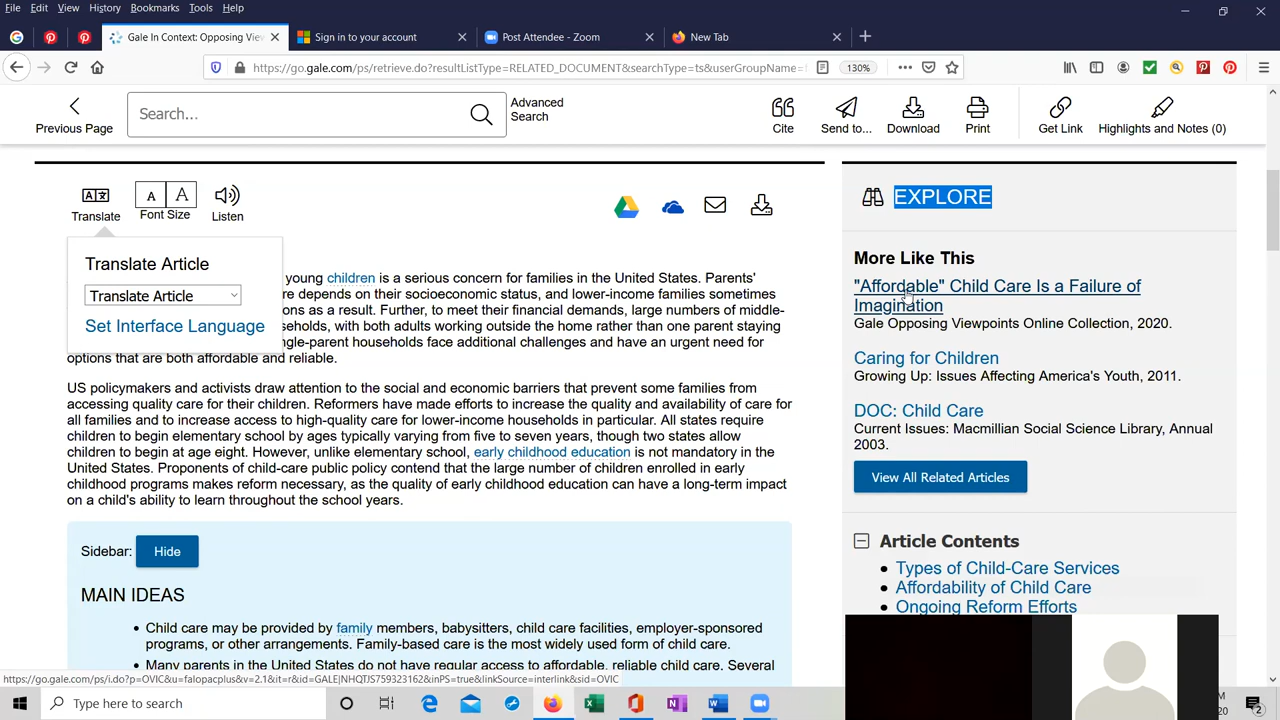 File Edit View History Bookmarks Tools Help
Gale In Context: Opposing View
Sign in to your account
Post Attendee - Zoom
New Tab
https://go.gale.com/ps/retrieve.do?resultListType=RELATED_DOCUMENT&searchType=ts&userGroupName=
130%
Previous Page
Search...
Advanced
Search
Cite
Send to...
Download
Print
Get Link
Highlights and Notes (0)
A A
Translate
Font Size
Listen
EXPLORE
Translate Article
Translate Article
Set Interface Language
young children is a serious concern for families in the United States. Parents'
re depends on their socioeconomic status, and lower-income families sometimes
ons as a result. Further, to meet their financial demands, large numbers of middle-
seholds, with both adults working outside the home rather than one parent staying
ngle-parent households face additional challenges and have an urgent need for
options that are both affordable and reliable.
US policymakers and activists draw attention to the social and economic barriers that prevent some families from
accessing quality care for their children. Reformers have made efforts to increase the quality and availability of care for
all families and to increase access to high-quality care for lower-income households in particular. All states require
children to begin elementary school by ages typically varying from five to seven years, though two states allow
children to begin at age eight. However, unlike elementary school, early childhood education is not mandatory in the
United States. Proponents of child-care public policy contend that the large number of children enrolled in early
childhood programs makes reform necessary, as the quality of early childhood education can have a long-term impact
on a child's ability to learn throughout the school years.
Sidebar: Hide
MAIN IDEAS
• Child care may be provided by family members, babysitters, child care facilities, employer-sponsored
programs, or other arrangements. Family-based care is the most widely used form of child care.
• Many parents in the United States do not have regular access to affordable, reliable child care. Several
More Like This
"Affordable" Child Care Is a Failure of
Imagination
Gale Opposing Viewpoints Online Collection, 2020.
Caring for Children
Growing Up: Issues Affecting America's Youth, 2011.
DOC: Child Care
Current Issues: Macmillan Social Science Library, Annual
2003.
View All Related Articles
Article Contents
• Types of Child-Care Services
• Affordability of Child Care
• Ongoing Reform Efforts
https://go.gale.com/ps/i.do?p=OVIC&u=falopacplus&v=2.1&it=r&id=GALE|NHQTJS759323162&inPS=true&linkSource=interlink&sid=OVIC
Type here to search
M
20
2